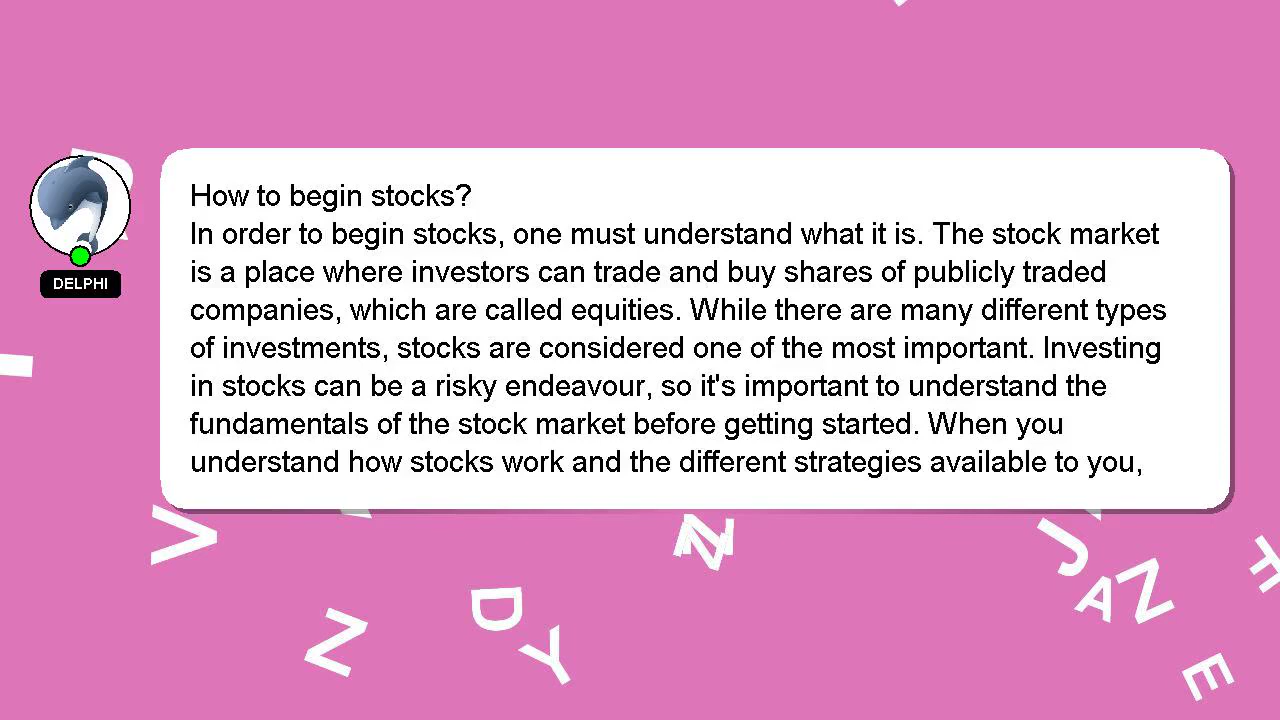 How to begin stocks?
In order to begin stocks, one must understand what it is. The stock market
is a place where investors can trade and buy shares of publicly traded
companies, which are called equities. While there are many different types
of investments, stocks are considered one of the most important. Investing
in stocks can be a risky endeavour, so it's important to understand the
fundamentals of the stock market before getting started. When you
understand how stocks work and the different strategies available to you,
DELPHI
V
N
D
Y
N
J
A
Z
F
E